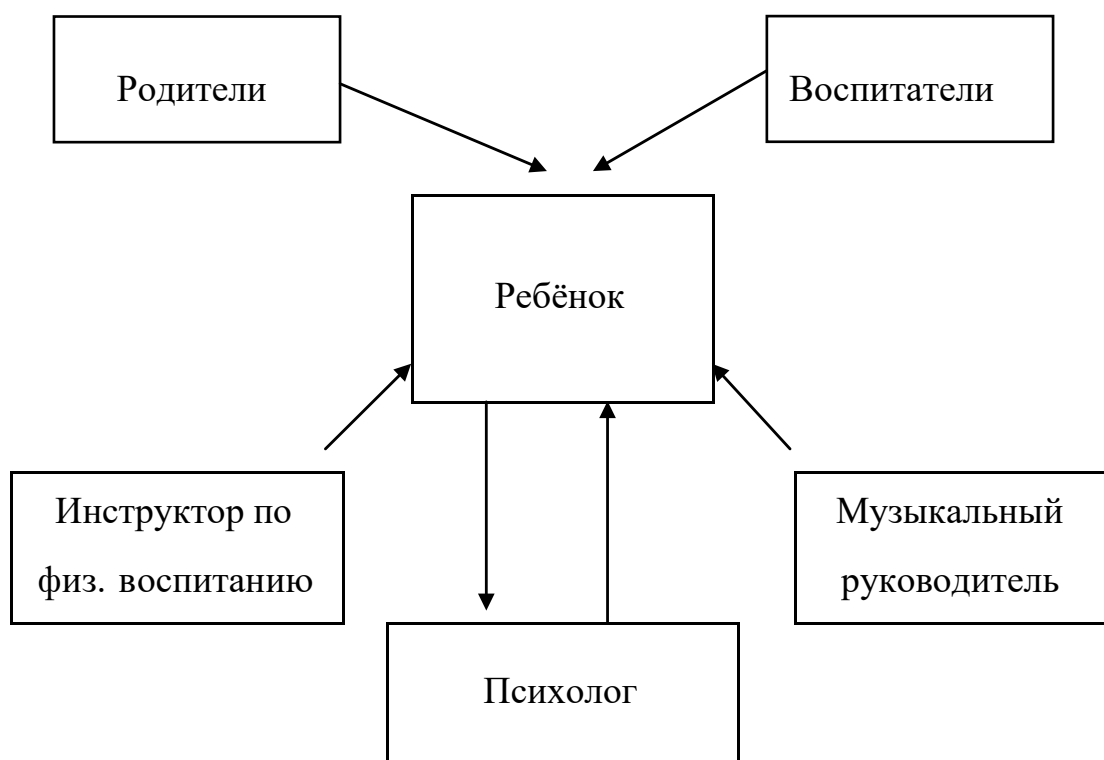 Родители
Воспитатели
Ребёнок
Инструктор по
физ. воспитанию
Музыкальный
руководитель
Психолог